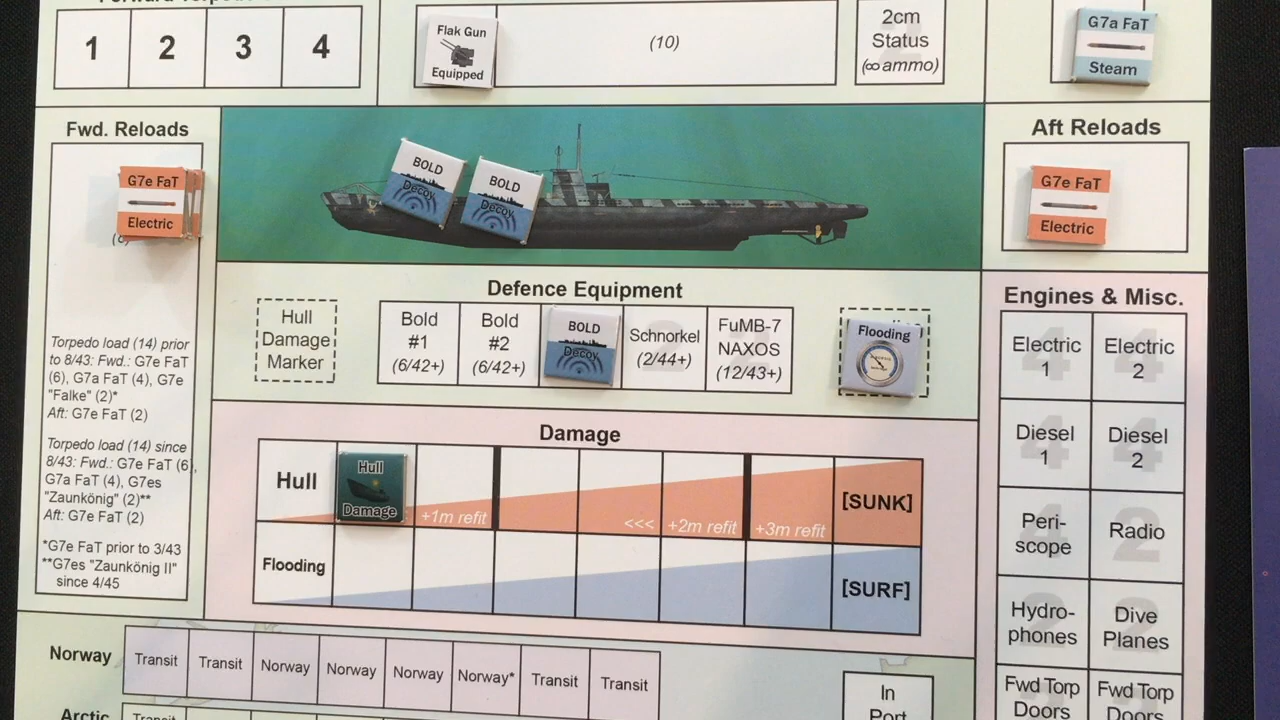 1 2 3 4
Flak Gun
Equipped
(10)
2cm
Status
(∞ ammo)
G7a FaT
Steam
Fwd. Reloads
G7e FaT
Electric
BOLD
Decoy
BOLD
Decoy
Aft Reloads
G7e FaT
Electric
Torpedo load (14) prior
to 8/43: Fwd.: G7e FaT
(6), G7a FaT (4), G7e
"Falke" (2)*
Aft: G7e FaT (2)
Torpedo load (14) since
8/43: Fwd.: G7e FaT (6),
G7a FaT (4), G7es
"Zaunkönig" (2)**
Aft: G7e FaT (2)
*G7e FaT prior to 3/43
**G7es "Zaunkönig II"
since 4/45
Defence Equipment
Hull
Damage
Marker
Bold
#1
(6/42+)
Bold
#2
(6/42+)
BOLD
Decoy
Schnorkel
(2/44+)
FuMB-7
NAXOS
(12/43+)
Flooding
Damage
Hull
Hull
Damage
+1m refit
<<< +2m refit
+3m refit
[SUNK]
Flooding
[SURF]
Engines & Misc.
Electric
1
Electric
2
Diesel
1
Diesel
2
Peri-
scope
Radio
Hydro-
phones
Dive
Planes
Fwd Torp
Doors
Fwd Torp
Doors
Norway Transit Transit Norway Norway Norway Norway* Transit Transit
Arctic Transit
In
Port